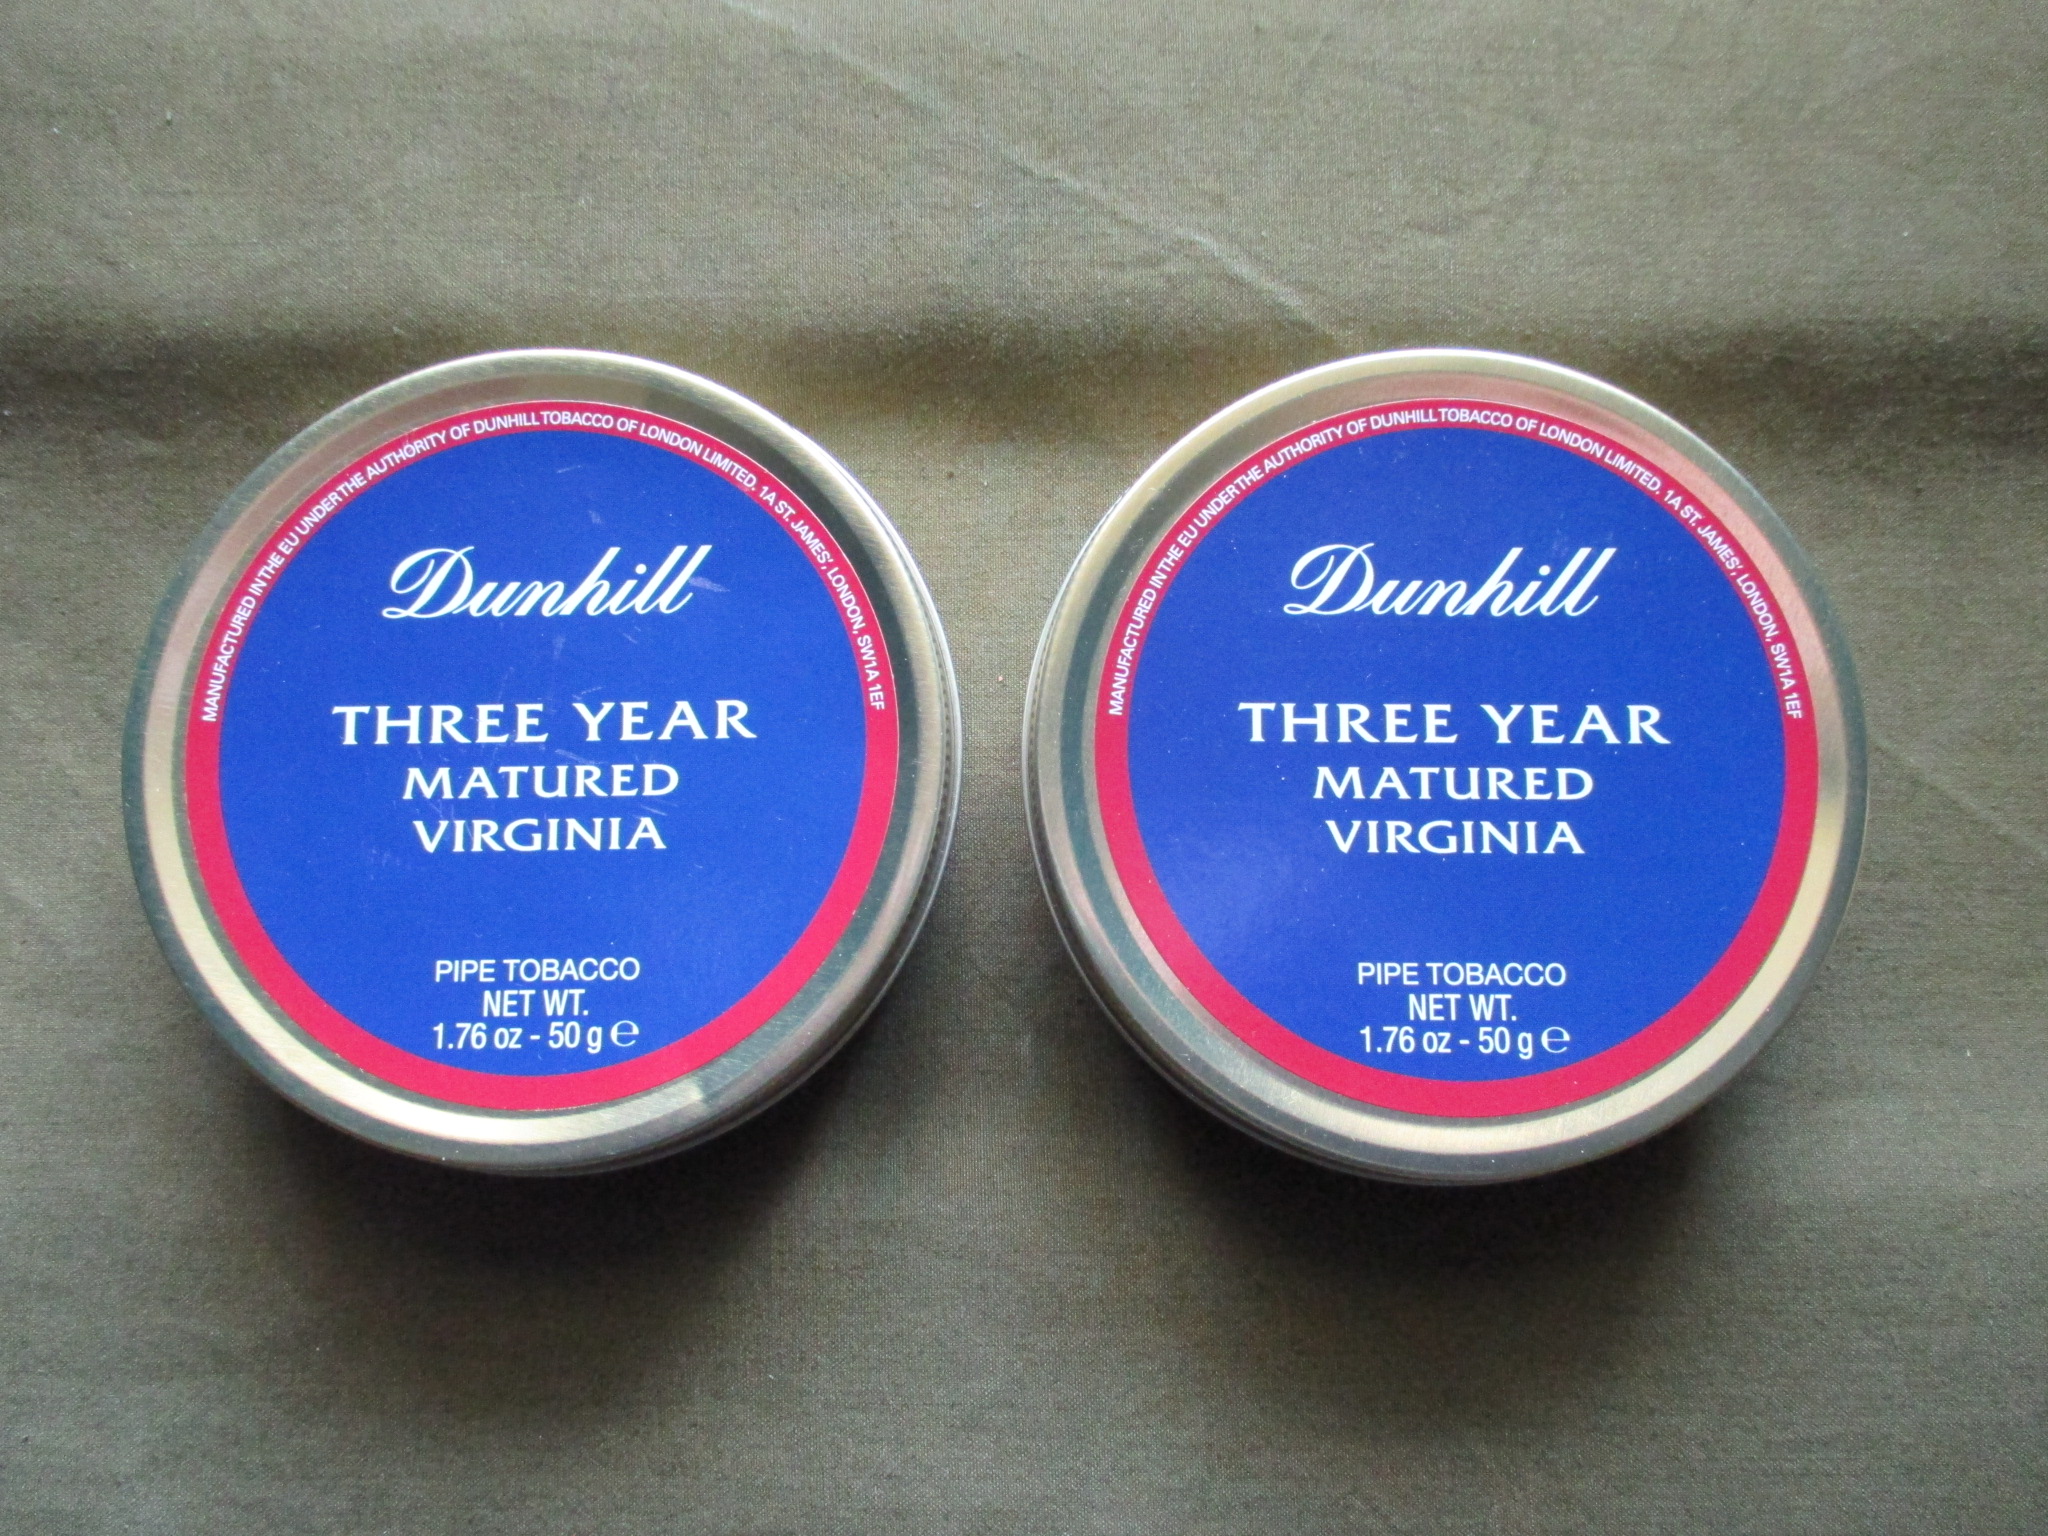 MANUFACTURED IN THE EU UNDER THE AUTHORITY OF DUNHILL TOBACCO OF LONDON LIMITED. 1A ST. JAMES', LONDON, SW1A 1EF
Dunhill
THREE YEAR
MATURED
VIRGINIA
PIPE TOBACCO
NET WT.
1.76 oz - 50 g ℮
MANUFACTURED IN THE EU UNDER THE AUTHORITY OF DUNHILL TOBACCO OF LONDON LIMITED. 1A ST. JAMES', LONDON, SW1A 1EF
Dunhill
THREE YEAR
MATURED
VIRGINIA
PIPE TOBACCO
NET WT.
1.76 oz - 50 g ℮